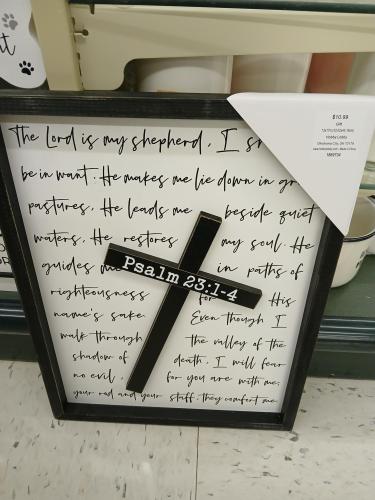 The Lord is my shepherd, I
be in want. He makes me lie down in
pastures, He leads me beside quiet
waters, He restores my soul. He
guides in paths of
Psalm 23:1-4
righteousness for His
name's sake. Even though I
walk through the valley of the
shadow of death, I will fear
no evil, for you are with me;
your rod and your staff, they comfort me.
$10.99
Hobby Lobby